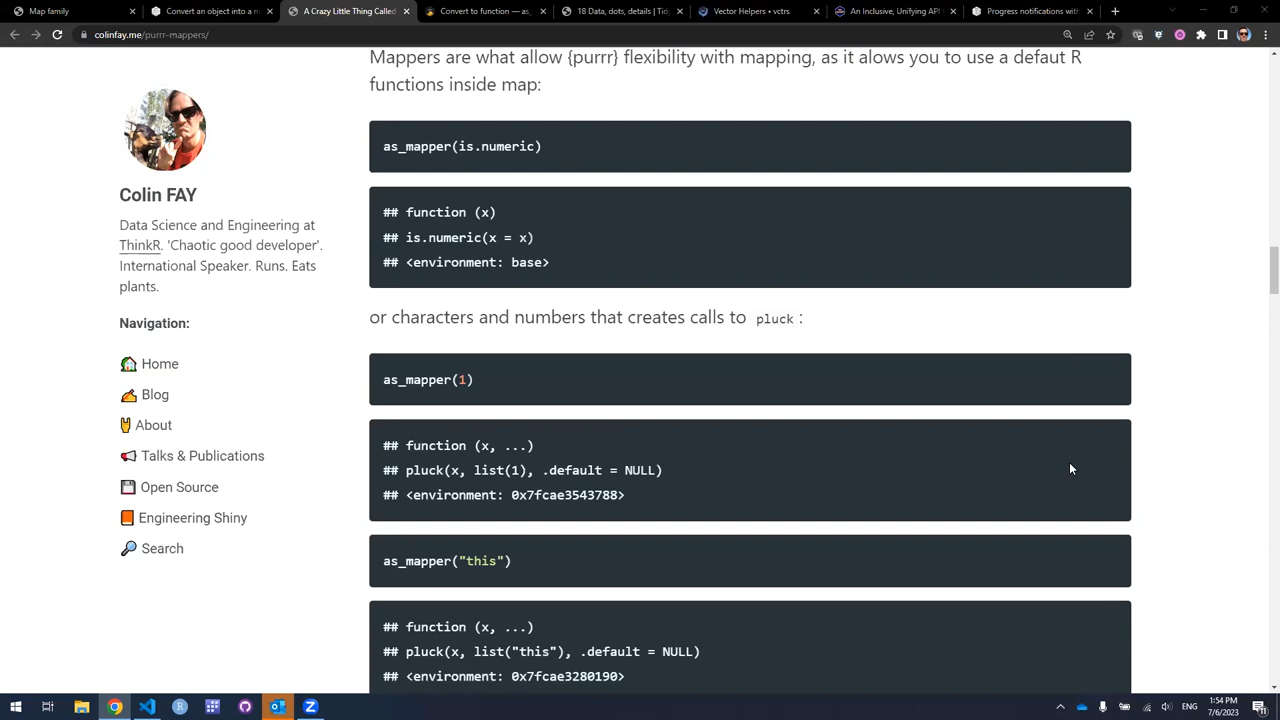 Map family
Convert an object into a m
A Crazy Little Thing Called
Convert to function — as_
18 Data, dots, details | Tidy
Vector Helpers • vctrs
An Inclusive, Unifying API
Progress notifications with
colinfay.me/purrr-mappers/
Mappers are what allow {purrr} flexibility with mapping, as it alows you to use a defaut R
functions inside map:
as_mapper(is.numeric)
## function (x)
## is.numeric(x = x)
## <environment: base>
or characters and numbers that creates calls to pluck :
as_mapper(1)
## function (x, ...)
## pluck(x, list(1), .default = NULL)
## <environment: 0x7fcae3543788>
as_mapper("this")
## function (x, ...)
## pluck(x, list("this"), .default = NULL)
## <environment: 0x7fcae3280190>
Colin FAY
Data Science and Engineering at
ThinkR. 'Chaotic good developer'.
International Speaker. Runs. Eats
plants.
Navigation:
Home
Blog
About
Talks & Publications
Open Source
Engineering Shiny
Search
ENG
1:54 PM
7/6/2023